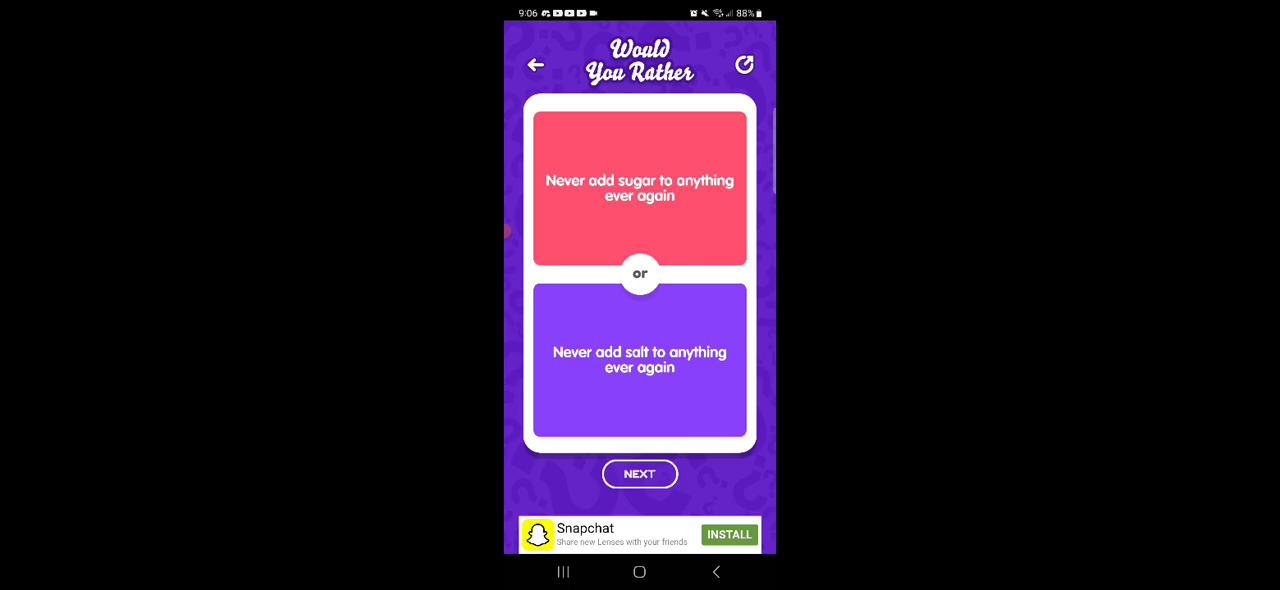 9:06 88%
Would
You Rather
Never add sugar to anything
ever again
or
Never add salt to anything
ever again
NEXT
Snapchat
Share new Lenses with your friends
INSTALL